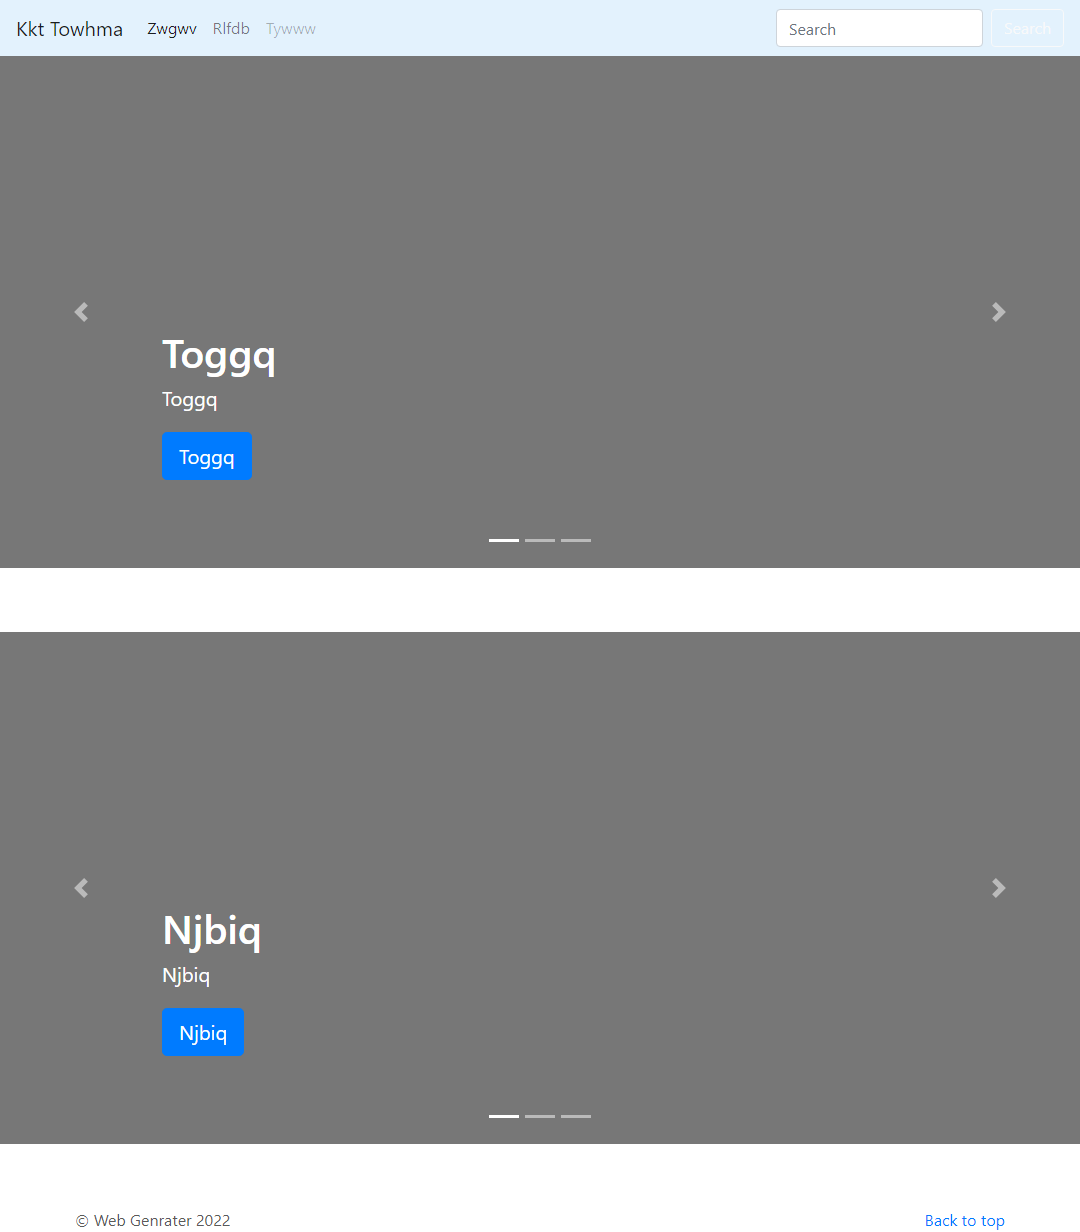 Kkt Towhma Zwgwv Rlfdb Tywww Search Search
Toggq
Toggq
Toggq
Njbiq
Njbiq
Njbiq
© Web Genrater 2022 Back to top